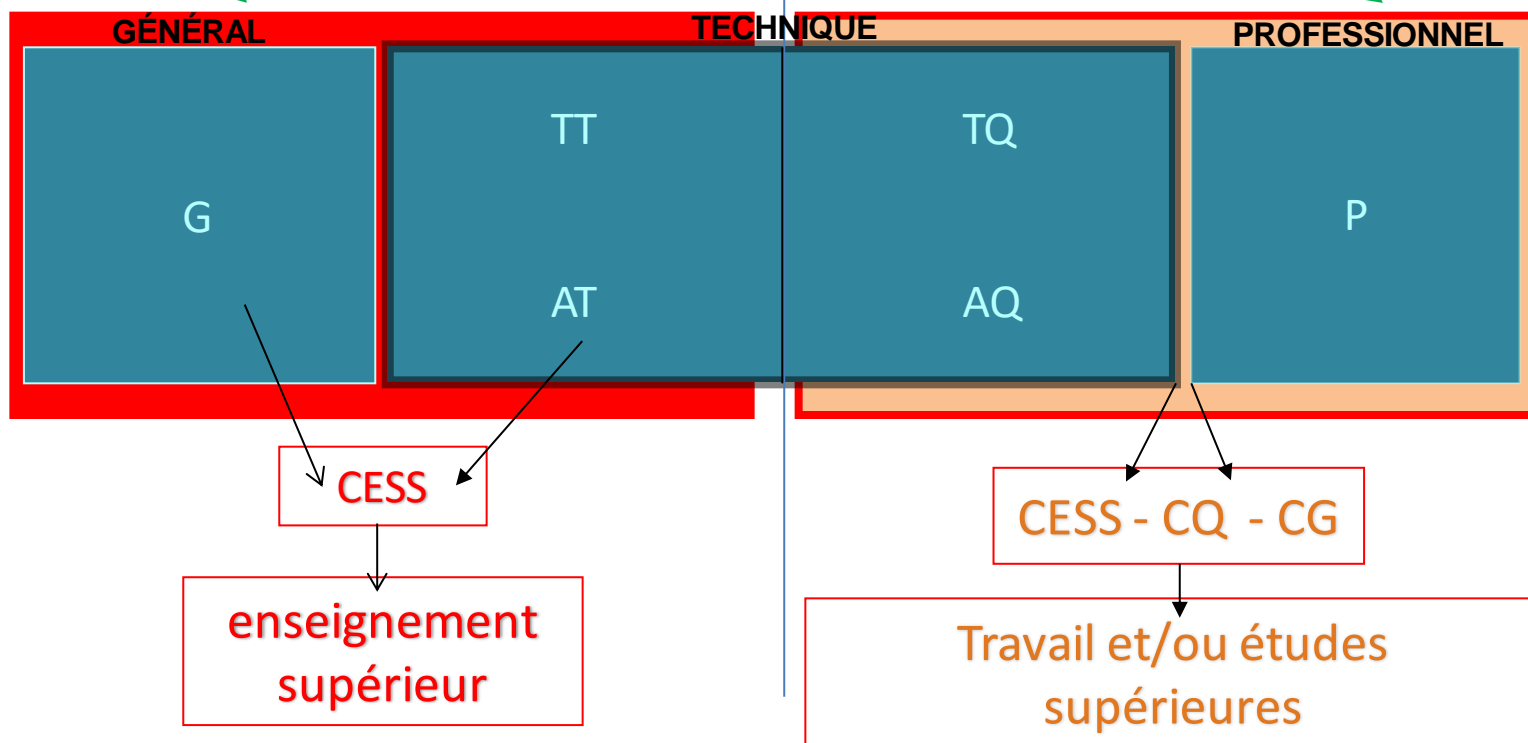 GÉNÉRAL
TECHNIQUE
PROFESSIONNEL
TT
TQ
G
P
AT
AQ
CESS
CESS - CQ - CG
enseignement
supérieur
Travail et/ou études
supérieures